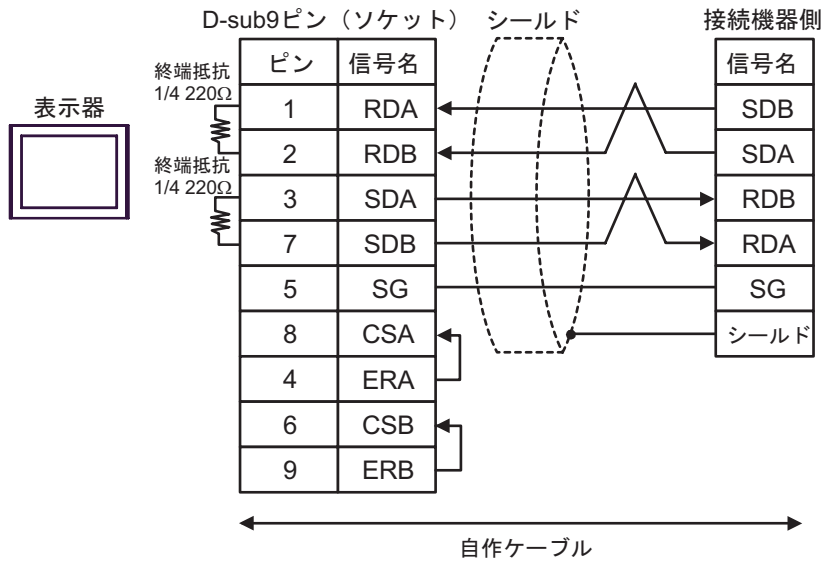 D-sub9ピン（ソケット） シールド 接続機器側
ピン 信号名 信号名
終端抵抗
1/4 220Ω
表示器
1 RDA SDB
2 RDB SDA
終端抵抗
1/4 220Ω
3 SDA RDB
7 SDB RDA
5 SG SG
8 CSA シールド
4 ERA
6 CSB
9 ERB
自作ケーブル